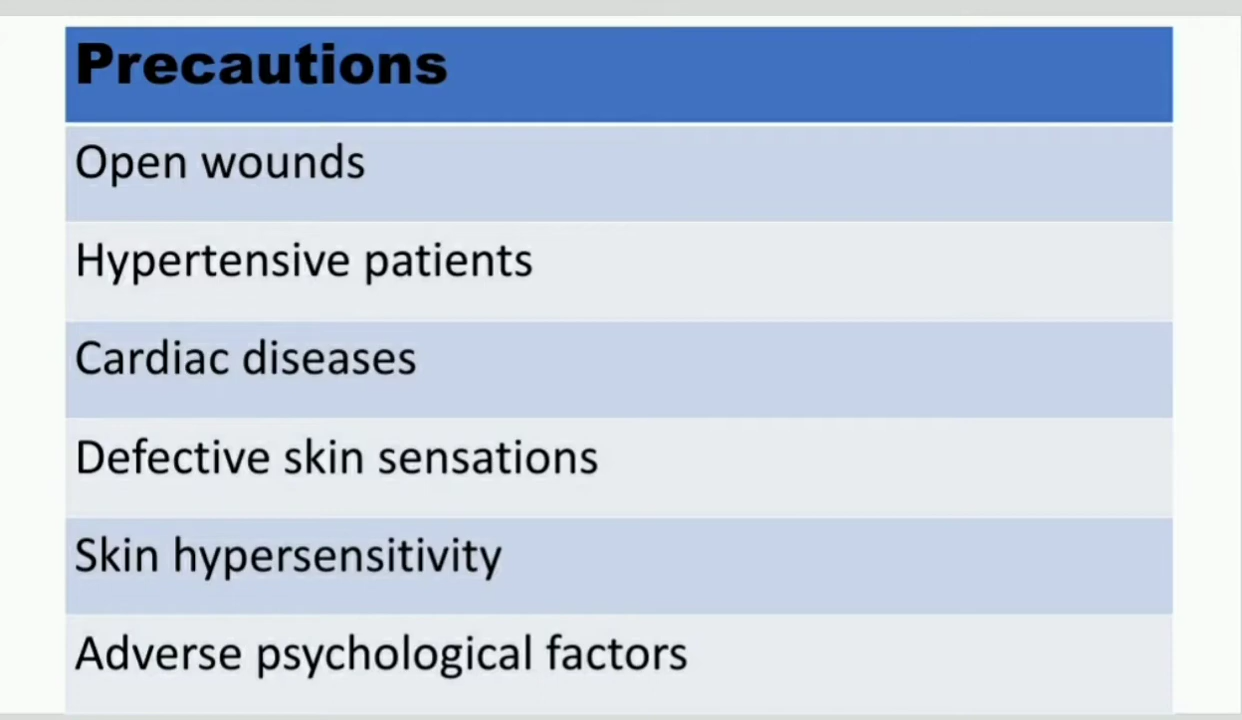 Precautions
Open wounds
Hypertensive patients
Cardiac diseases
Defective skin sensations
Skin hypersensitivity
Adverse psychological factors